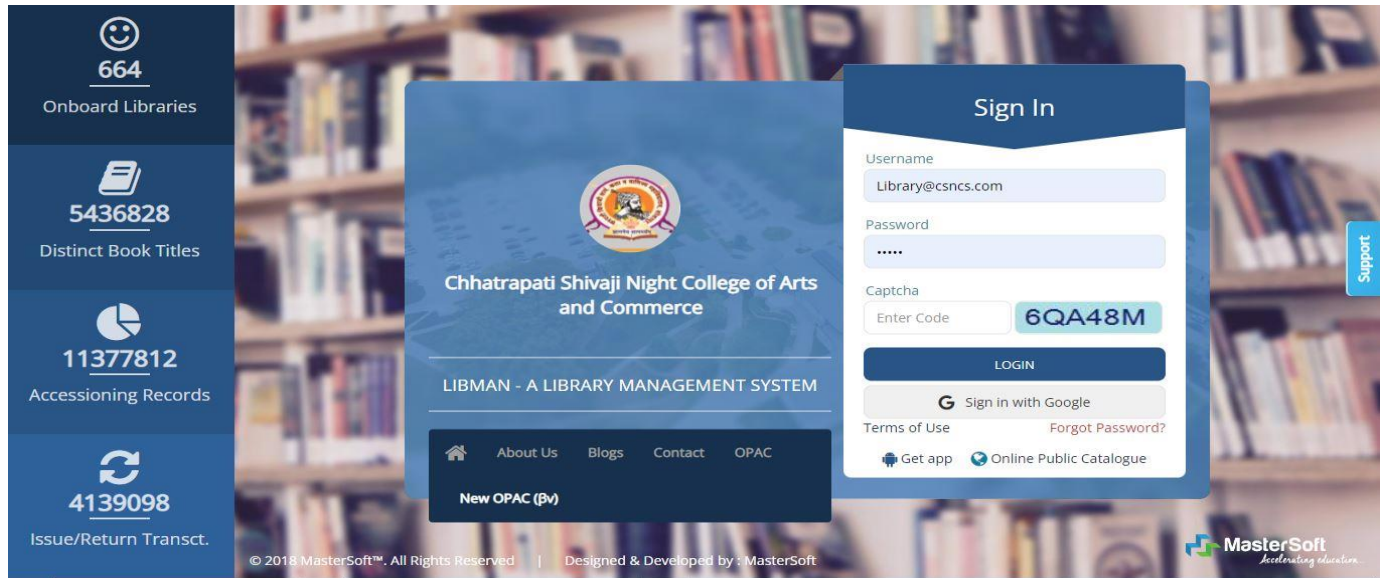 664
Onboard Libraries
5436828
Distinct Book Titles
11377812
Accessioning Records
4139098
Issue/Return Transct.
Chhatrapati Shivaji Night College of Arts
and Commerce
LIBMAN - A LIBRARY MANAGEMENT SYSTEM
About Us Blogs Contact OPAC
New OPAC (βv)
© 2018 MasterSoft™. All Rights Reserved | Designed & Developed by : MasterSoft
Sign In
Username
Library@csncs.com
Password
•••••
Captcha
Enter Code 6QA48M
LOGIN
G Sign in with Google
Terms of Use Forgot Password?
Get app Online Public Catalogue
Support
MasterSoft
Accelerating education...